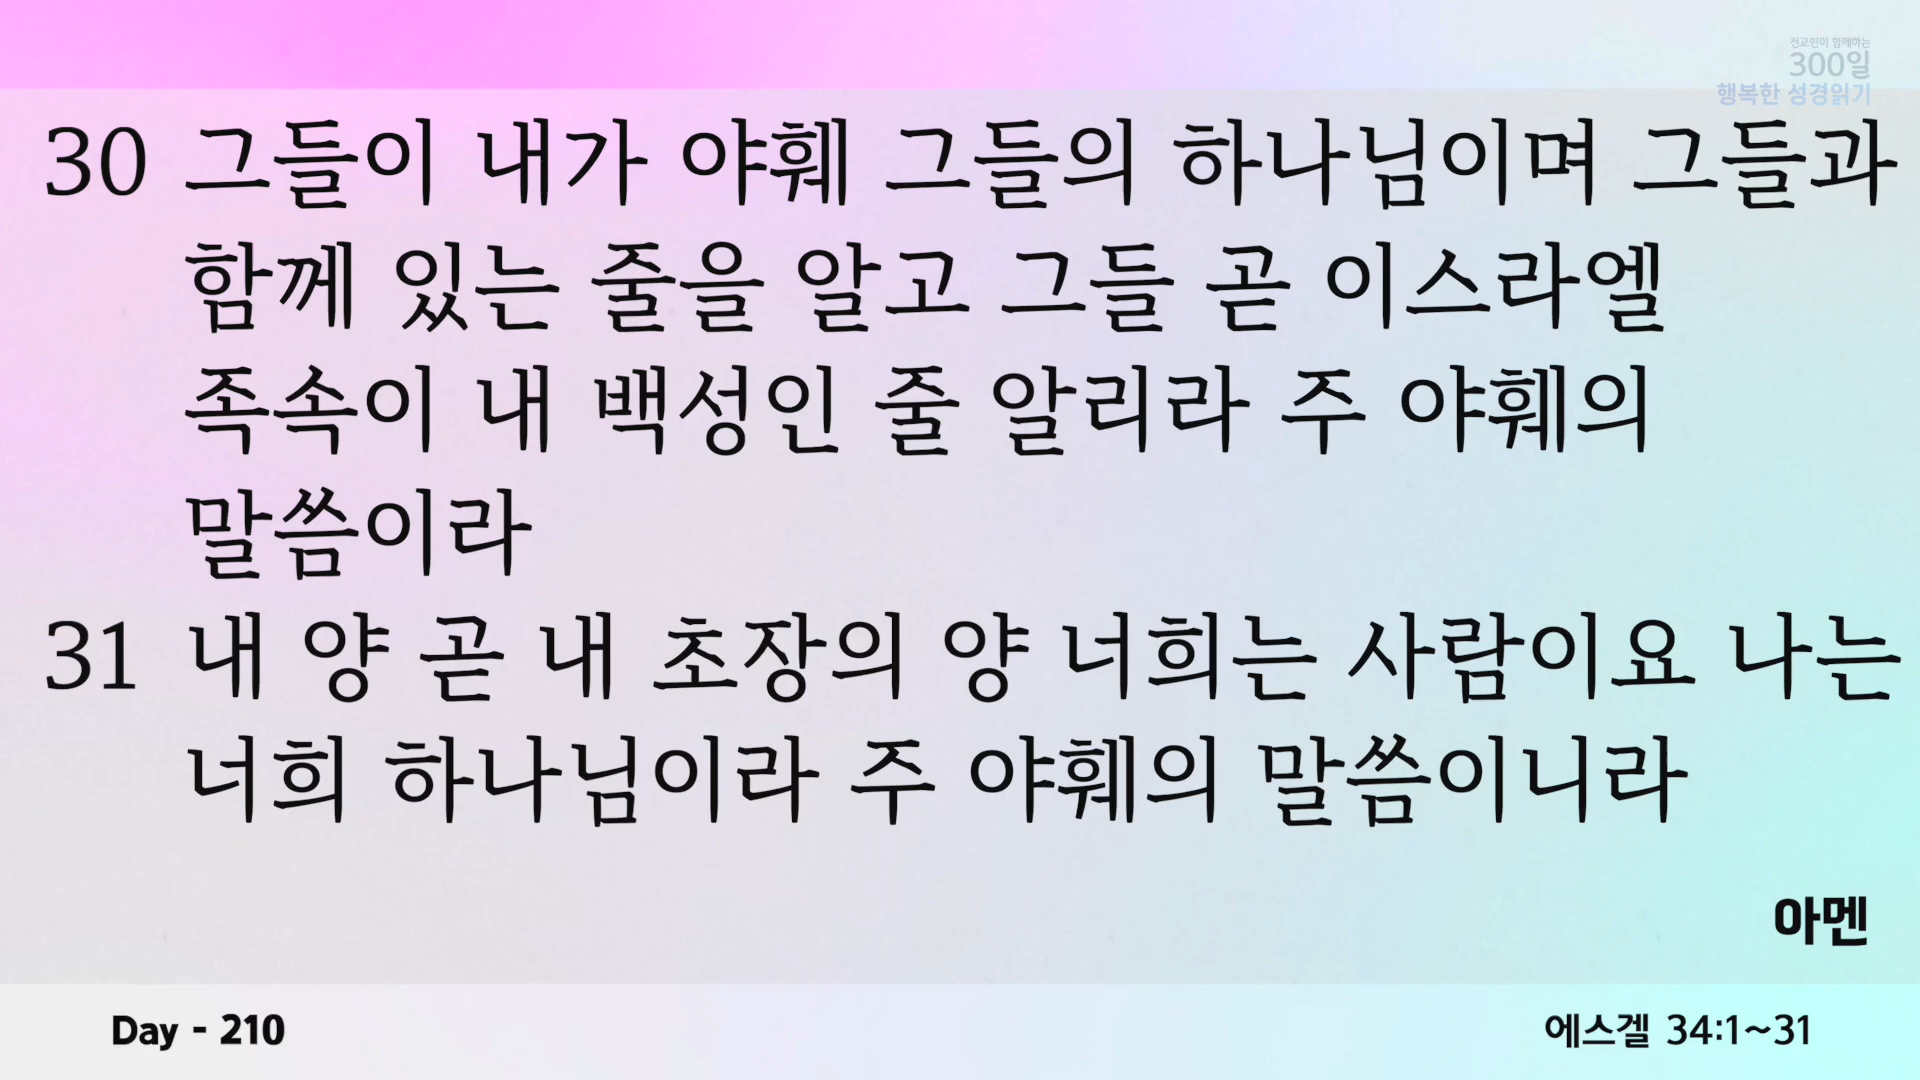 전교인이 함께하는
300일
행복한 성경읽기
30 그들이 내가 야훼 그들의 하나님이며 그들과
함께 있는 줄을 알고 그들 곧 이스라엘
족속이 내 백성인 줄 알리라 주 야훼의
말씀이라
31 내 양 곧 내 초장의 양 너희는 사람이요 나는
너희 하나님이라 주 야훼의 말씀이니라
아멘
Day - 210
에스겔 34:1~31